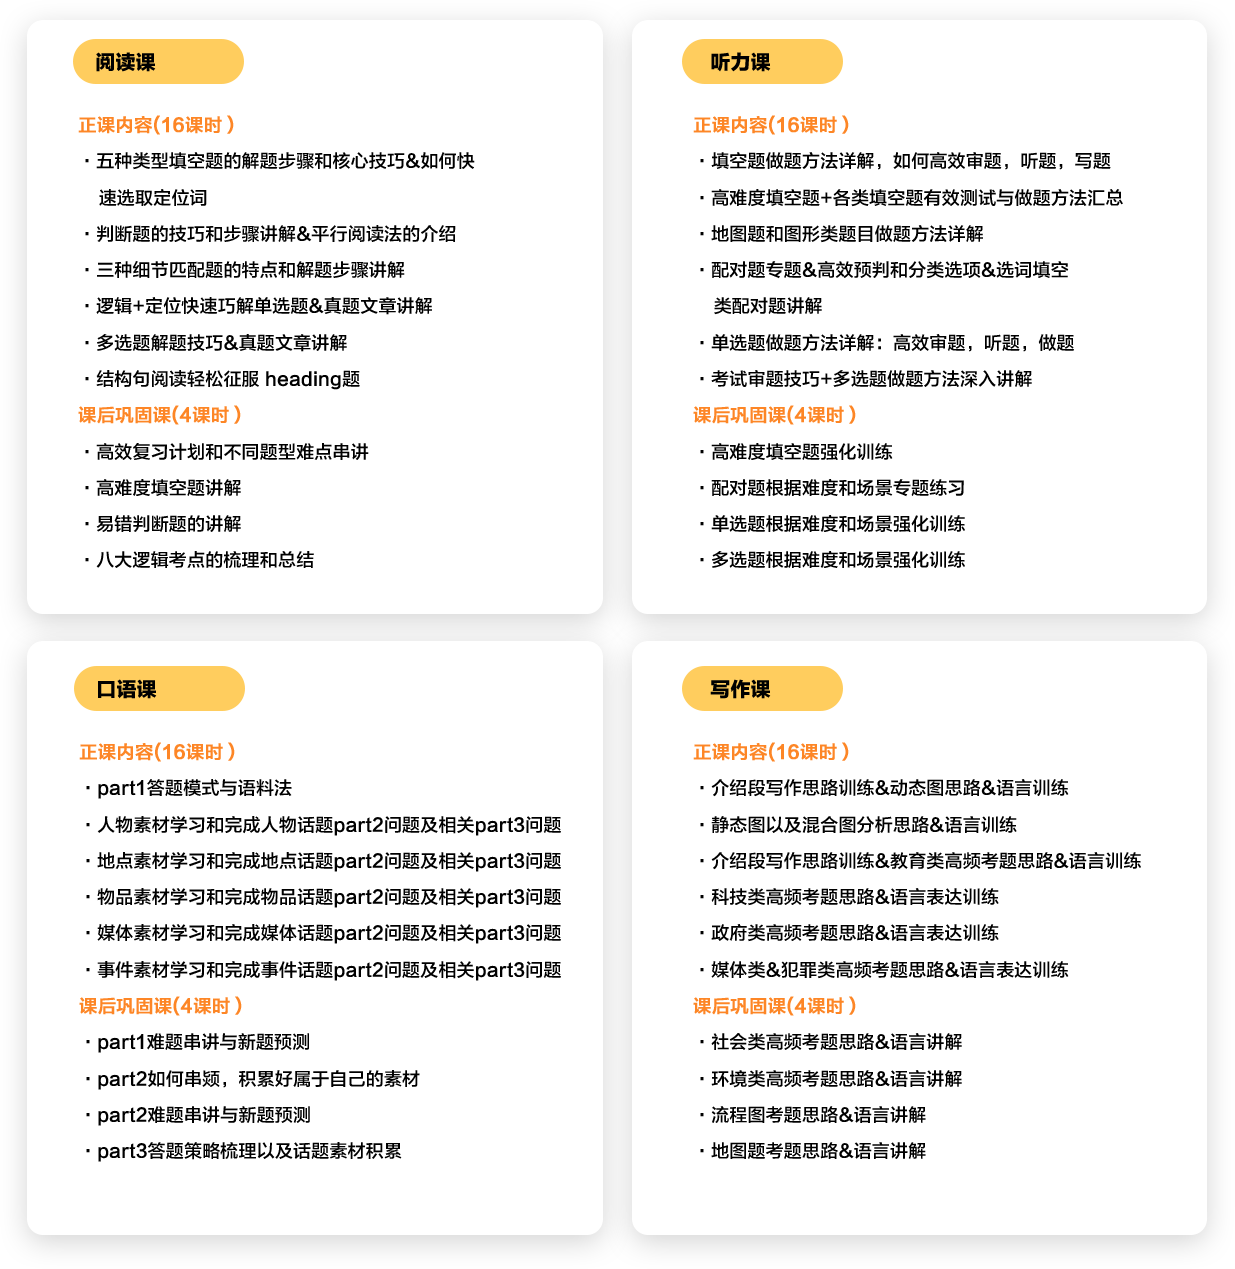 阅读课
正课内容(16课时）
· 五种类型填空题的解题步骤和核心技巧&如何快
速选取定位词
· 判断题的技巧和步骤讲解&平行阅读法的介绍
· 三种细节匹配题的特点和解题步骤讲解
· 逻辑+定位快速巧解单选题&真题文章讲解
· 多选题解题技巧&真题文章讲解
· 结构句阅读轻松征服 heading题
课后巩固课(4课时）
· 高效复习计划和不同题型难点串讲
· 高难度填空题讲解
· 易错判断题的讲解
· 八大逻辑考点的梳理和总结
听力课
正课内容(16课时）
· 填空题做题方法详解，如何高效审题，听题，写题
· 高难度填空题+各类填空题有效测试与做题方法汇总
· 地图题和图形类题目做题方法详解
· 配对题专题&高效预判和分类选项&选词填空
类配对题讲解
· 单选题做题方法详解：高效审题，听题，做题
· 考试审题技巧+多选题做题方法深入讲解
课后巩固课(4课时）
· 高难度填空题强化训练
· 配对题根据难度和场景专题练习
· 单选题根据难度和场景强化训练
· 多选题根据难度和场景强化训练
口语课
正课内容(16课时）
· part1答题模式与语料法
· 人物素材学习和完成人物话题part2问题及相关part3问题
· 地点素材学习和完成地点话题part2问题及相关part3问题
· 物品素材学习和完成物品话题part2问题及相关part3问题
· 媒体素材学习和完成媒体话题part2问题及相关part3问题
· 事件素材学习和完成事件话题part2问题及相关part3问题
课后巩固课(4课时）
· part1难题串讲与新题预测
· part2如何串颎，积累好属于自己的素材
· part2难题串讲与新题预测
· part3答题策略梳理以及话题素材积累
写作课
正课内容(16课时）
· 介绍段写作思路训练&动态图思路&语言训练
· 静态图以及混合图分析思路&语言训练
· 介绍段写作思路训练&教育类高频考题思路&语言训练
· 科技类高频考题思路&语言表达训练
· 政府类高频考题思路&语言表达训练
· 媒体类&犯罪类高频考题思路&语言表达训练
课后巩固课(4课时）
· 社会类高频考题思路&语言讲解
· 环境类高频考题思路&语言讲解
· 流程图考题思路&语言讲解
· 地图题考题思路&语言讲解